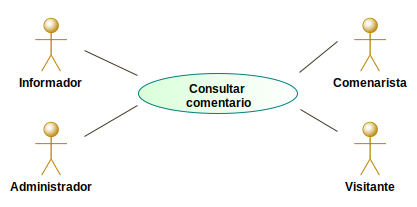 Informador
Consultar
comentario
Comenarista
Administrador
Visitante